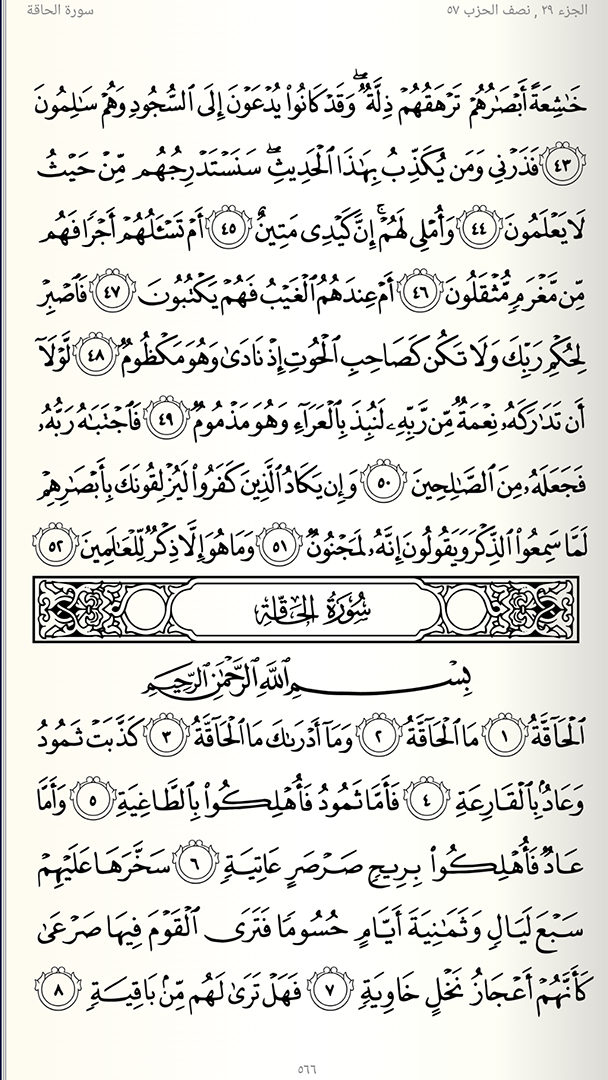 الجزء ٢٩ , نصف الحزب ٥٧
سورة الحاقة
خَٰشِعَةً أَبۡصَٰرُهُمۡ تَرۡهَقُهُمۡ ذِلَّةٞۖ وَقَدۡ كَانُواْ يُدۡعَوۡنَ إِلَى ٱلسُّجُودِ وَهُمۡ سَٰلِمُونَ
٤٣ فَذَرۡنِي وَمَن يُكَذِّبُ بِهَٰذَا ٱلۡحَدِيثِۖ سَنَسۡتَدۡرِجُهُم مِّنۡ حَيۡثُ
لَا يَعۡلَمُونَ ٤٤ وَأُمۡلِي لَهُمۡۚ إِنَّ كَيۡدِي مَتِينٌ ٤٥ أَمۡ تَسۡـَٔلُهُمۡ أَجۡرٗا فَهُم
مِّن مَّغۡرَمٖ مُّثۡقَلُونَ ٤٦ أَمۡ عِندَهُمُ ٱلۡغَيۡبُ فَهُمۡ يَكۡتُبُونَ ٤٧ فَٱصۡبِرۡ
لِحُكۡمِ رَبِّكَ وَلَا تَكُن كَصَاحِبِ ٱلۡحُوتِ إِذۡ نَادَىٰ وَهُوَ مَكۡظُومٞ ٤٨ لَّوۡلَآ
أَن تَدَٰرَكَهُۥ نِعۡمَةٞ مِّن رَّبِّهِۦ لَنُبِذَ بِٱلۡعَرَآءِ وَهُوَ مَذۡمُومٞ ٤٩ فَٱجۡتَبَٰهُ رَبُّهُۥ
فَجَعَلَهُۥ مِنَ ٱلصَّٰلِحِينَ ٥٠ وَإِن يَكَادُ ٱلَّذِينَ كَفَرُواْ لَيُزۡلِقُونَكَ بِأَبۡصَٰرِهِمۡ
لَمَّا سَمِعُواْ ٱلذِّكۡرَ وَيَقُولُونَ إِنَّهُۥ لَمَجۡنُونٞ ٥١ وَمَا هُوَ إِلَّا ذِكۡرٞ لِّلۡعَٰلَمِينَ ٥٢
سُورَةُ الحَاقَّةِ
بِسۡمِ ٱللَّهِ ٱلرَّحۡمَٰنِ ٱلرَّحِيمِ
ٱلۡحَآقَّةُ ١ مَا ٱلۡحَآقَّةُ ٢ وَمَآ أَدۡرَىٰكَ مَا ٱلۡحَآقَّةُ ٣ كَذَّبَتۡ ثَمُودُ
وَعَادُۢ بِٱلۡقَارِعَةِ ٤ فَأَمَّا ثَمُودُ فَأُهۡلِكُواْ بِٱلطَّاغِيَةِ ٥ وَأَمَّا
عَادٞ فَأُهۡلِكُواْ بِرِيحٖ صَرۡصَرٍ عَاتِيَةٖ ٦ سَخَّرَهَا عَلَيۡهِمۡ
سَبۡعَ لَيَالٖ وَثَمَٰنِيَةَ أَيَّامٍ حُسُومٗا فَتَرَى ٱلۡقَوۡمَ فِيهَا صَرۡعَىٰ
كَأَنَّهُمۡ أَعۡجَازُ نَخۡلٍ خَاوِيَةٖ ٧ فَهَلۡ تَرَىٰ لَهُم مِّنۢ بَاقِيَةٖ ٨
٥٦٦